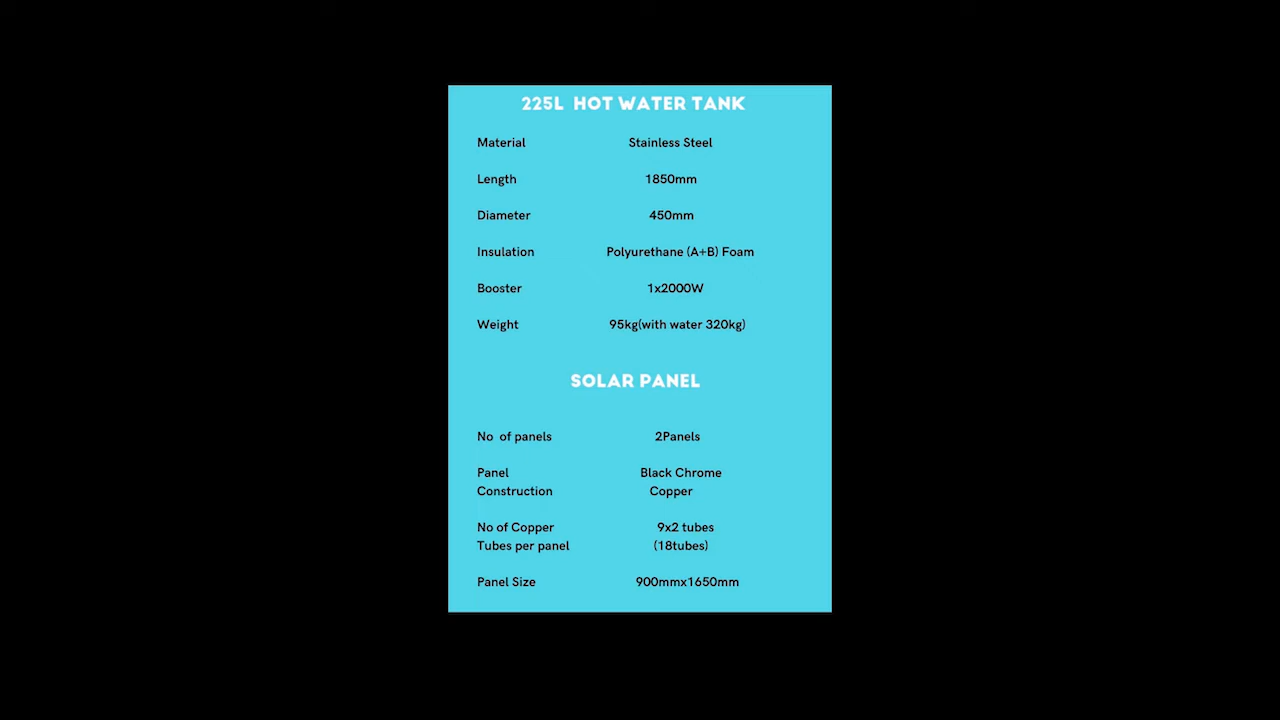 225L HOT WATER TANK
Material Stainless Steel
Length 1850mm
Diameter 450mm
Insulation Polyurethane (A+B) Foam
Booster 1x2000W
Weight 95kg(with water 320kg)
SOLAR PANEL
No of panels 2Panels
Panel Black Chrome
Construction Copper
No of Copper 9x2 tubes
Tubes per panel (18tubes)
Panel Size 900mmx1650mm